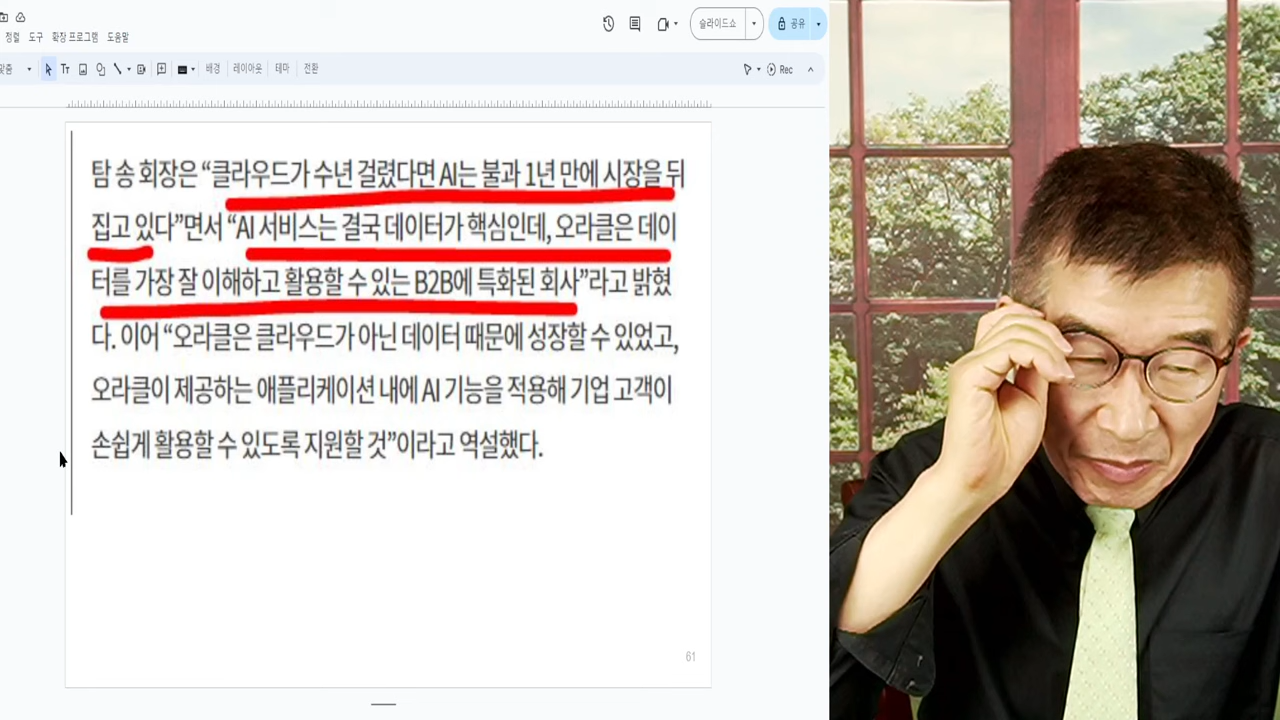 정렬 도구 확장 프로그램 도움말
슬라이드쇼
공유
맞춤
배경 레이아웃 테마 전환
Rec
탐 송 회장은 “클라우드가 수년 걸렸다면 AI는 불과 1년 만에 시장을 뒤
집고 있다”면서 “AI 서비스는 결국 데이터가 핵심인데, 오라클은 데이
터를 가장 잘 이해하고 활용할 수 있는 B2B에 특화된 회사”라고 밝혔
다. 이어 “오라클은 클라우드가 아닌 데이터 때문에 성장할 수 있었고,
오라클이 제공하는 애플리케이션 내에 AI 기능을 적용해 기업 고객이
손쉽게 활용할 수 있도록 지원할 것”이라고 역설했다.
61